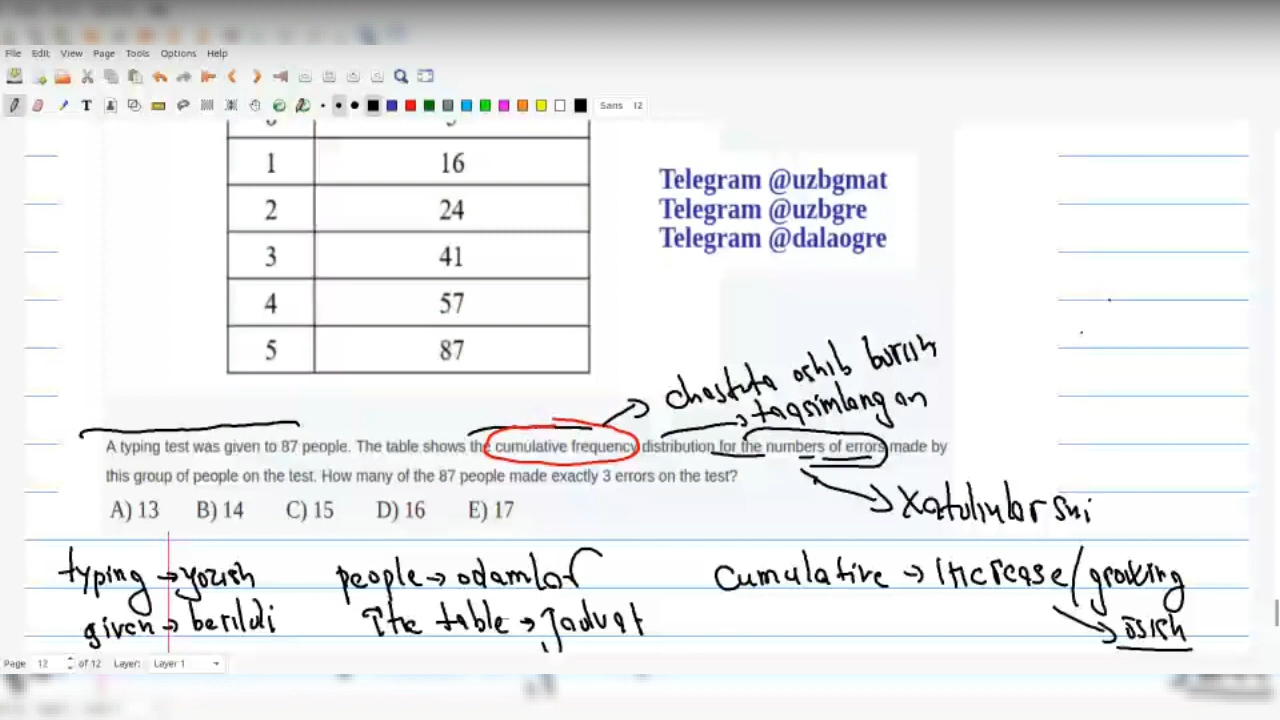 File Edit View Page Tools Options Help
Sans 12
1 16
2 24
3 41
4 57
5 87
Telegram @uzbgmat
Telegram @uzbgre
Telegram @dalaogre
chastota oshib burish
taqsimlangan
A typing test was given to 87 people. The table shows the cumulative frequency distribution for the numbers of errors made by
this group of people on the test. How many of the 87 people made exactly 3 errors on the test?
A) 13 B) 14 C) 15 D) 16 E) 17
Xatoliklar soni
typing → yozish people → odamlar cumulative → increase/growing
given → berildi The table → Jadval osish
Page 12 of 12 Layer: Layer 1